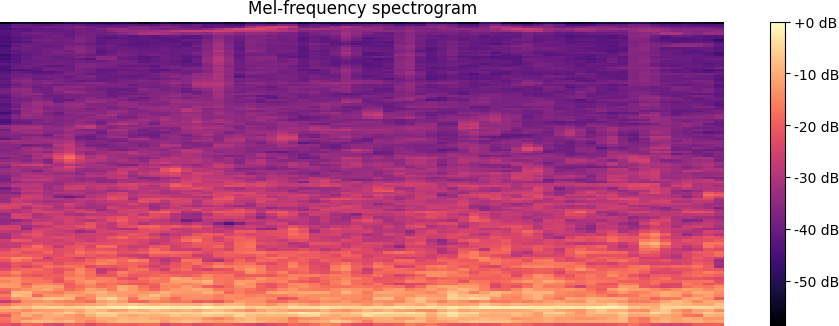 Mel-frequency spectrogram
+0 dB
-10 dB
-20 dB
-30 dB
-40 dB
-50 dB